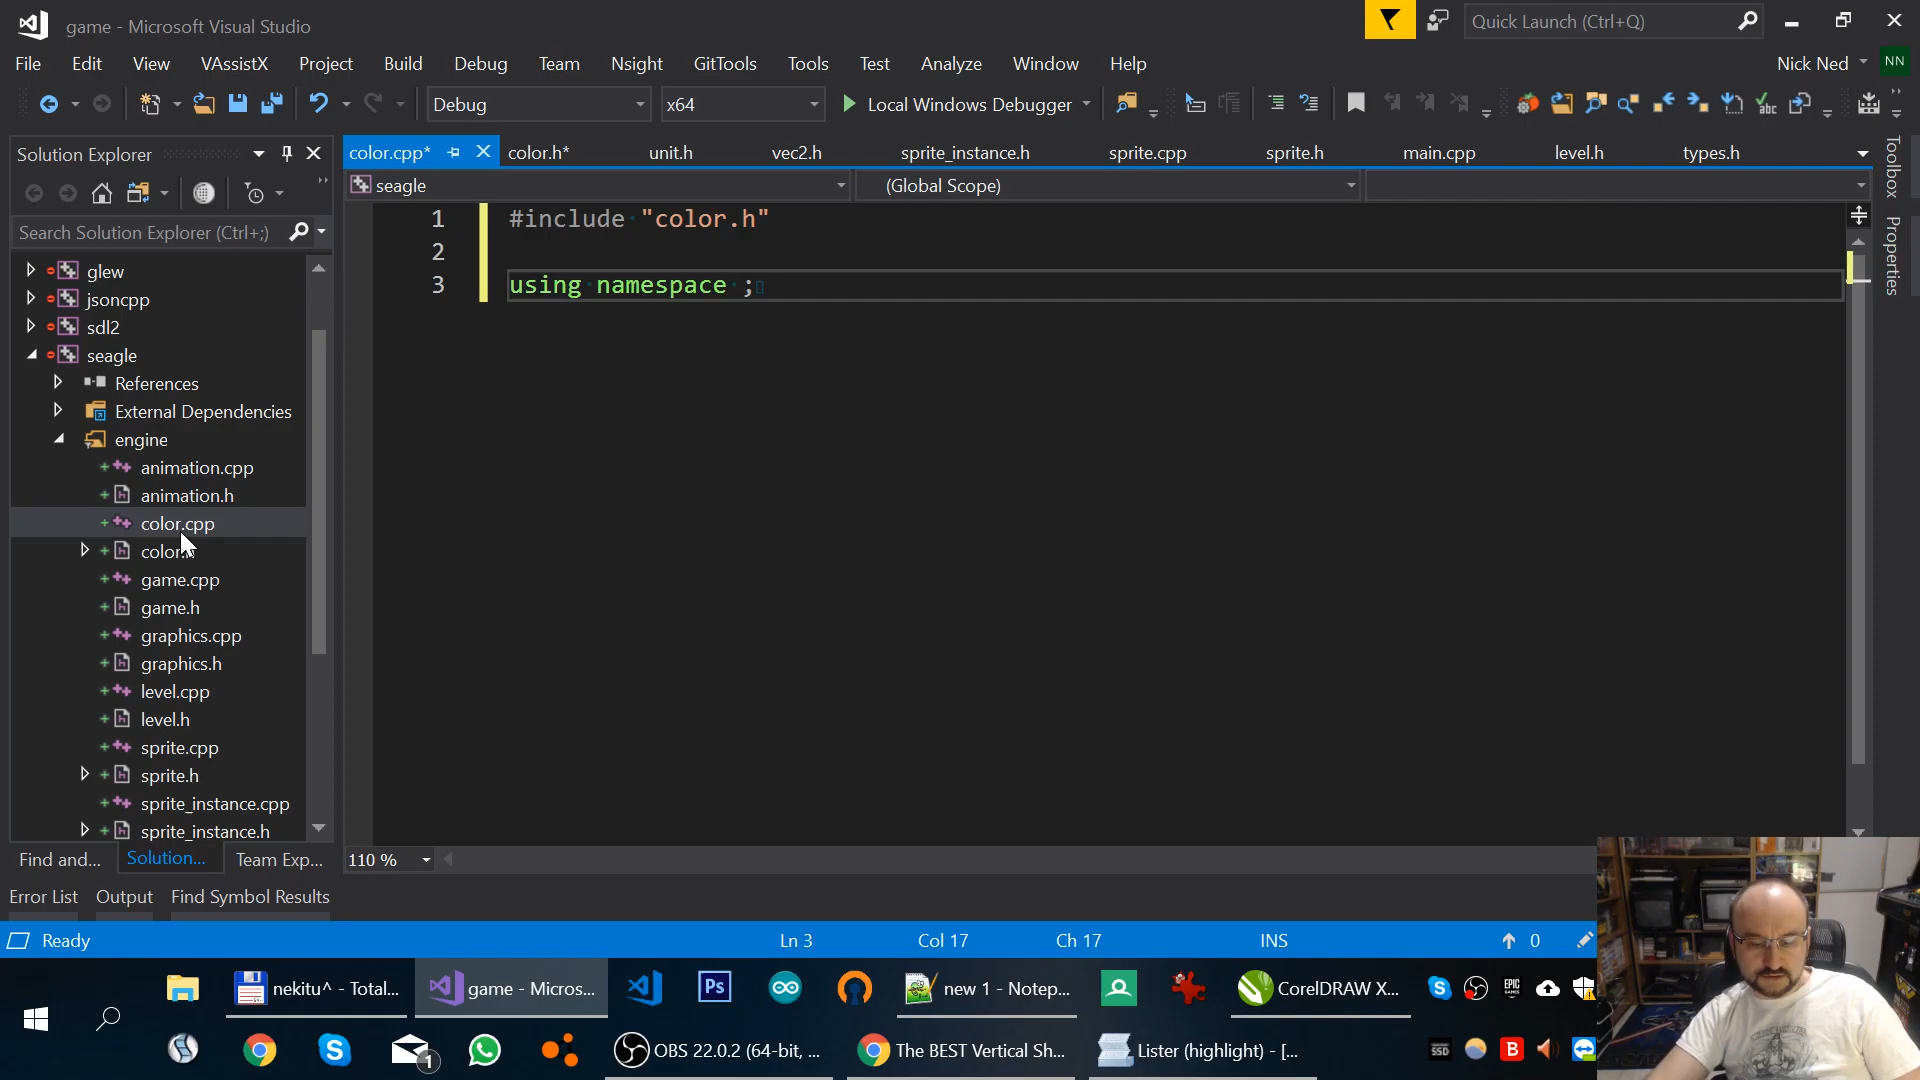 game - Microsoft Visual Studio
Quick Launch (Ctrl+Q)
File Edit View VAssistX Project Build Debug Team Nsight GitTools Tools Test Analyze Window Help
Nick Ned NN
Debug x64 Local Windows Debugger
Solution Explorer
color.cpp* color.h* unit.h vec2.h sprite_instance.h sprite.cpp sprite.h main.cpp level.h types.h
Toolbox
Properties
seagle (Global Scope)
Search Solution Explorer (Ctrl+;)
glew
jsoncpp
sdl2
seagle
References
External Dependencies
engine
animation.cpp
animation.h
color.cpp
color.h
game.cpp
game.h
graphics.cpp
graphics.h
level.cpp
level.h
sprite.cpp
sprite.h
sprite_instance.cpp
sprite_instance.h
1 #include "color.h"
2
3 using namespace ;
Find and... Solution... Team Exp...
110 %
Error List Output Find Symbol Results
Ready Ln 3 Col 17 Ch 17 INS 0
nekitu^ - Total... game - Micros... Ps new 1 - Notep... CorelDRAW X... EPIC GAMES
1 OBS 22.0.2 (64-bit, ... The BEST Vertical Sh... Lister (highlight) - [... SSD B